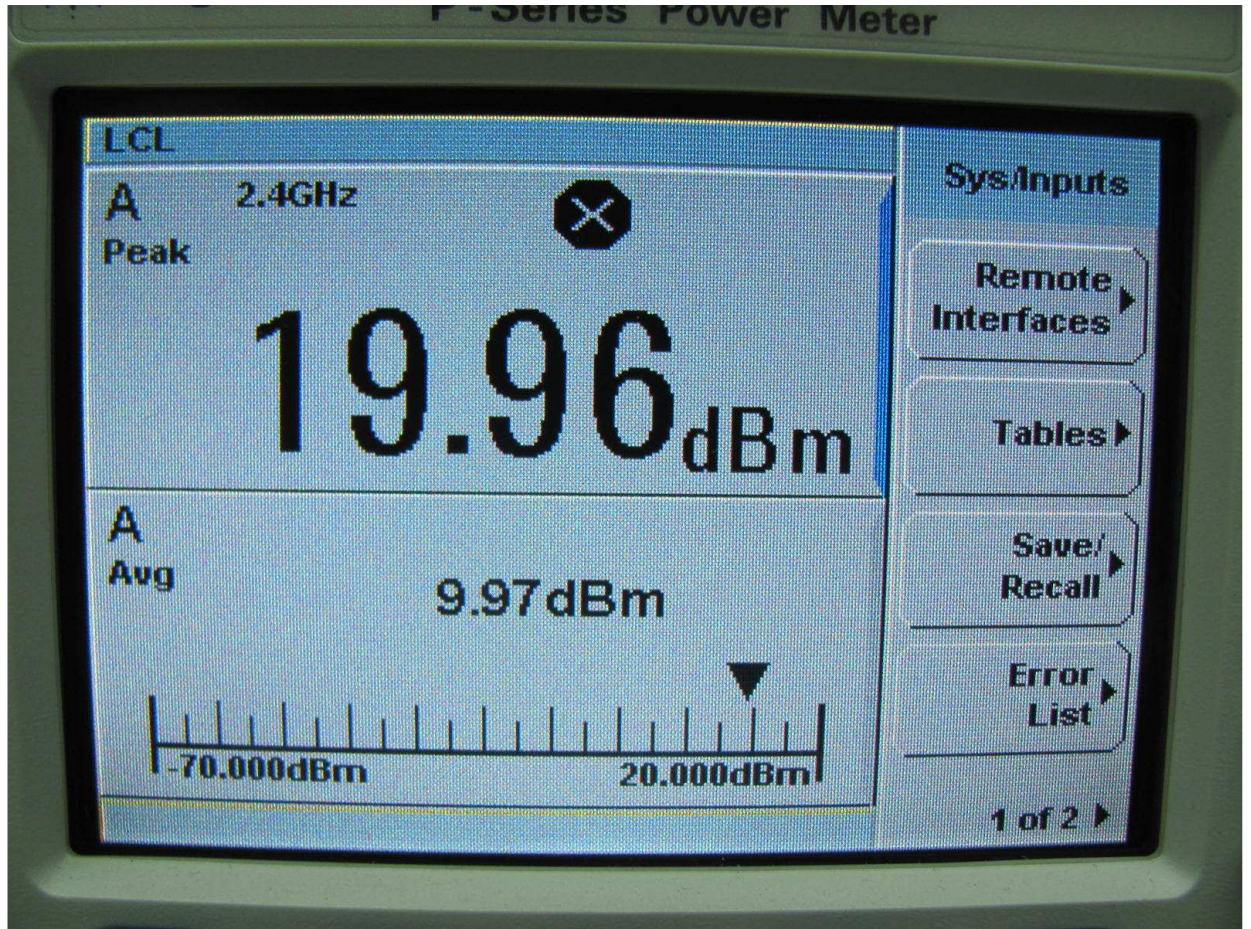 P-Series Power Meter
LCL
A 2.4GHz
Peak
19.96dBm
A
Avg
9.97dBm
-70.000dBm 20.000dBm
Sys/Inputs
Remote
Interfaces
Tables
Save/
Recall
Error
List
1 of 2